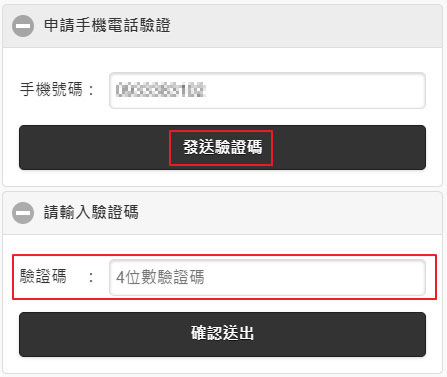 申請手機電話驗證
手機號碼：
發送驗證碼
請輸入驗證碼
驗證碼 ： 4位數驗證碼
確認送出